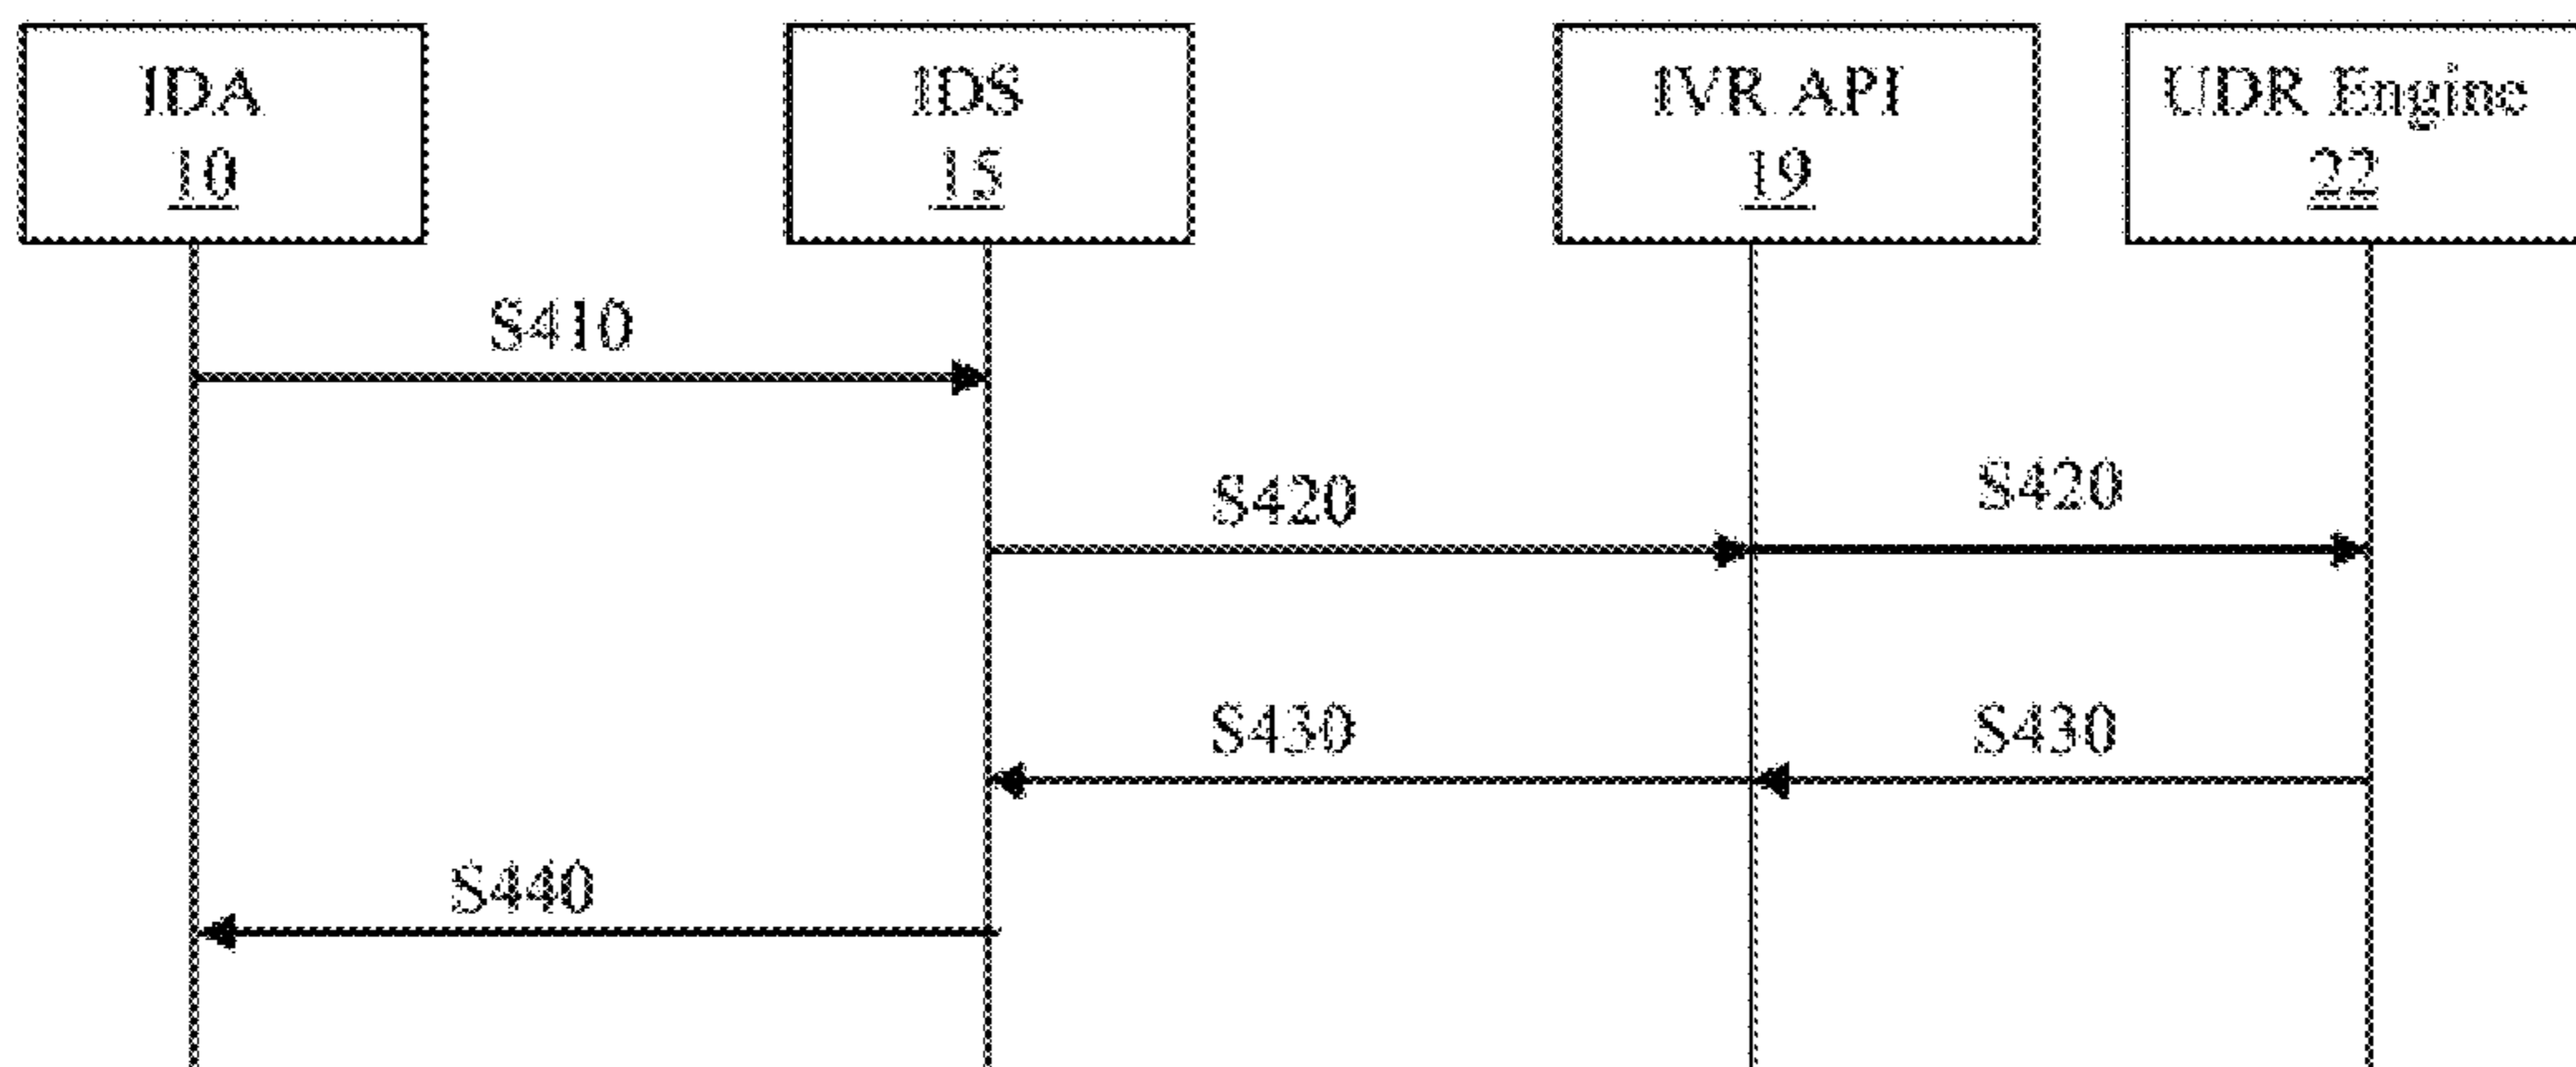 IDA
10
IDS
15
IVR API
19
UDR Engine
22
S410
S420
S420
S430
S430
S440